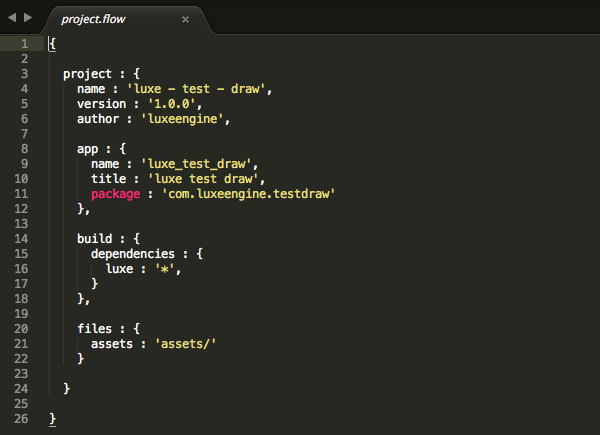 project.flow ×
1 {
2
3   project : {
4     name : 'luxe - test - draw',
5     version : '1.0.0',
6     author : 'luxeengine',
7
8     app : {
9       name : 'luxe_test_draw',
10       title : 'luxe test draw',
11       package : 'com.luxeengine.testdraw'
12     },
13
14     build : {
15       dependencies : {
16         luxe : '*',
17       }
18     },
19
20     files : {
21       assets : 'assets/'
22     }
23
24   }
25
26 }